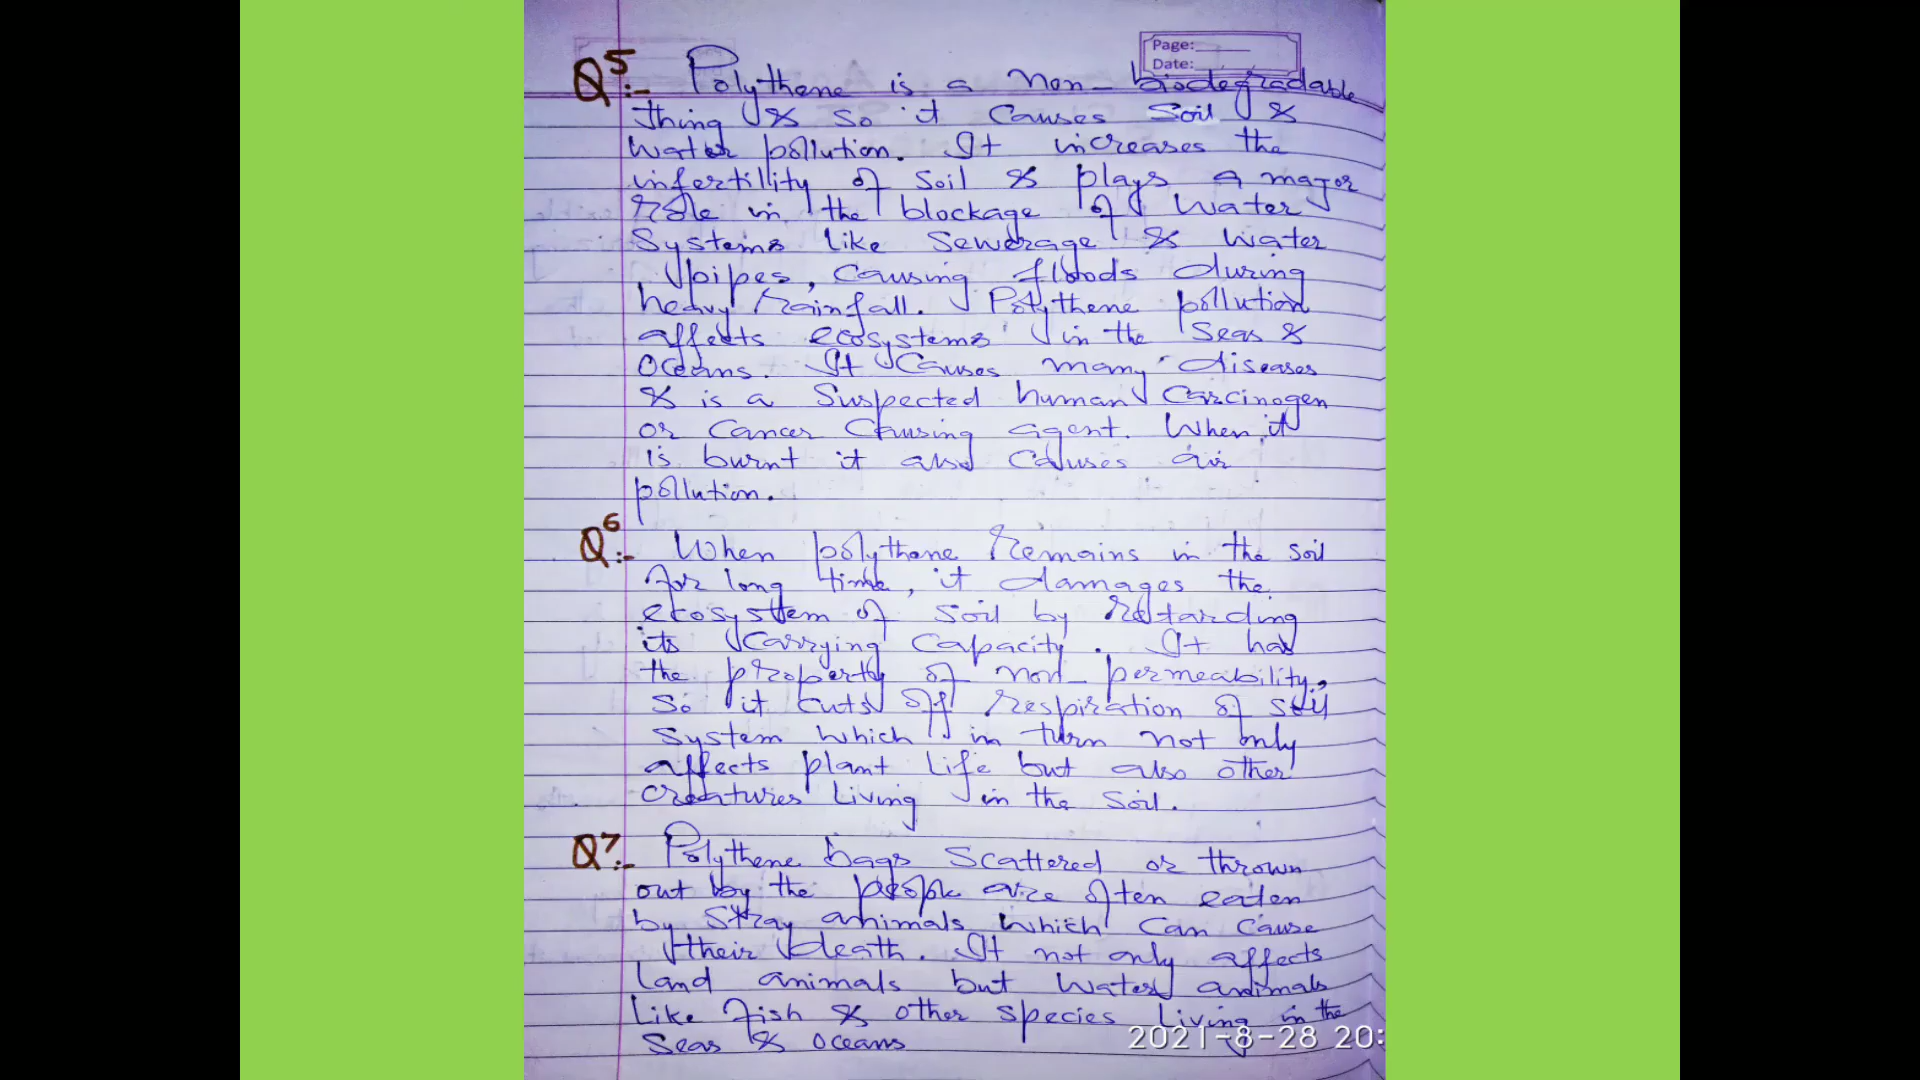 Page:
Date:
Q5:- Polythene is a non-biodegradable
thing & so it causes soil &
water pollution. It increases the
infertility of soil & plays a major
role in the blockage of water
systems like sewerage & water
pipes, causing floods during
heavy rainfall. Polythene pollution
affects ecosystems in the seas &
oceans. It causes many diseases
& is a suspected human carcinogen
or cancer causing agent. When it
is burnt it also causes air
pollution.
Q6:- When polythene remains in the soil
for long time, it damages the
ecosystem of soil by retarding
its carrying capacity. It has
the property of non-permeability,
so it cuts off respiration of soil
system which in turn not only
affects plant life but also other
creatures living in the soil.
Q7:- Polythene bags scattered or thrown
out by the people are often eaten
by stray animals which can cause
their death. It not only affects
land animals but water animals
like fish & other species living in the
seas & oceans
2021-8-28 20: